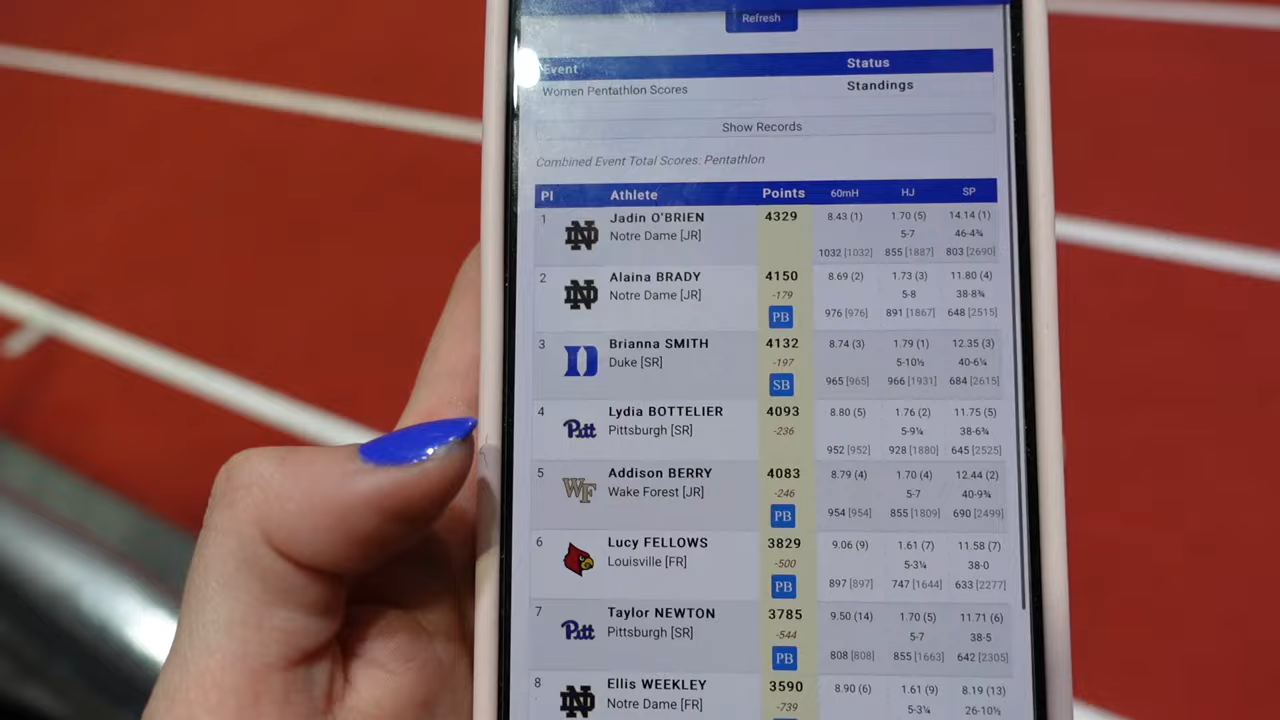 Refresh
Event Status
Women Pentathlon Scores Standings
Show Records
Combined Event Total Scores: Pentathlon
Pl Athlete Points 60mH HJ SP
1 Jadin O'BRIEN 4329 8.43 (1) 1.70 (5) 14.14 (1)
Notre Dame [JR] 5-7 46-4¾
1032 [1032] 855 [1887] 803 [2690]
2 Alaina BRADY 4150 8.69 (2) 1.73 (3) 11.80 (4)
Notre Dame [JR] -179 5-8 38-8¾
PB 976 [976] 891 [1867] 648 [2515]
3 Brianna SMITH 4132 8.74 (3) 1.79 (1) 12.35 (3)
Duke [SR] -197 5-10½ 40-6¼
SB 965 [965] 966 [1931] 684 [2615]
4 Lydia BOTTELIER 4093 8.80 (5) 1.76 (2) 11.75 (5)
Pitt Pittsburgh [SR] -236 5-9¼ 38-6¾
952 [952] 928 [1880] 645 [2525]
5 Addison BERRY 4083 8.79 (4) 1.70 (4) 12.44 (2)
WF Wake Forest [JR] -246 5-7 40-9¾
PB 954 [954] 855 [1809] 690 [2499]
6 Lucy FELLOWS 3829 9.06 (9) 1.61 (7) 11.58 (7)
Louisville [FR] -500 5-3¼ 38-0
PB 897 [897] 747 [1644] 633 [2277]
7 Taylor NEWTON 3785 9.50 (14) 1.70 (5) 11.71 (6)
Pitt Pittsburgh [SR] -544 5-7 38-5
PB 808 [808] 855 [1663] 642 [2305]
8 Ellis WEEKLEY 3590 8.90 (6) 1.61 (9) 8.19 (13)
Notre Dame [FR] -739 5-3¼ 26-10½